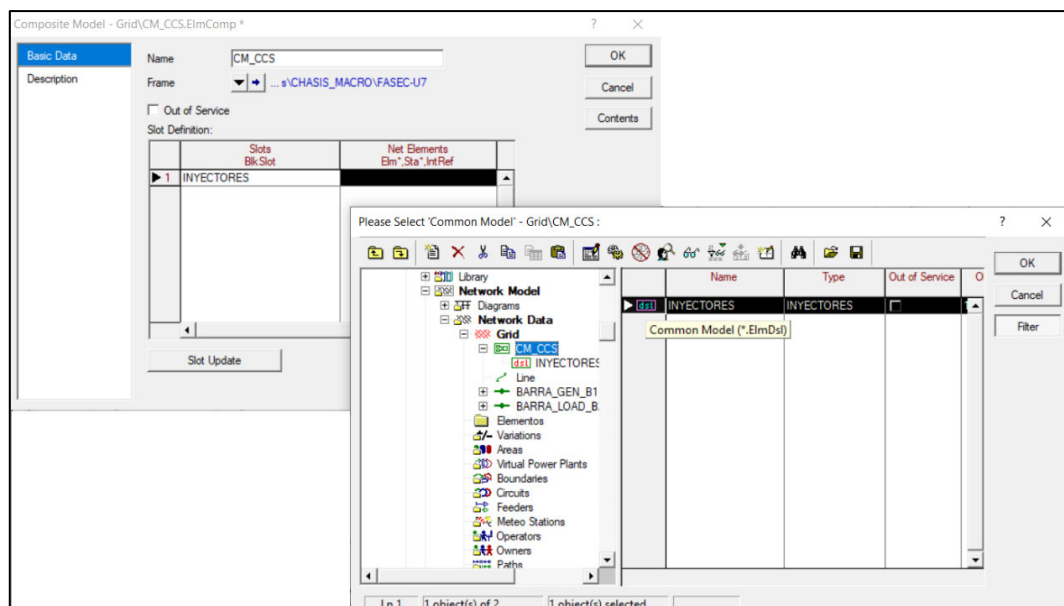 Composite Model - Grid\CM_CCS.ElmComp *
? ×
Basic Data
Description
Name CM_CCS
Frame ... s\CHASIS_MACRO\FASEC-U7
Out of Service
Slot Definition:
Slots
BlkSlot
Net Elements
Elm*,Sta*,IntRef
1 INYECTORES
Slot Update
OK
Cancel
Contents
Please Select 'Common Model' - Grid\CM_CCS :
? ×
Library
Network Model
Diagrams
Network Data
Grid
CM_CCS
dsl INYECTORES
Line
BARRA_GEN_B1
BARRA_LOAD_B
Elementos
Variations
Areas
Virtual Power Plants
Boundaries
Circuits
Feeders
Meteo Stations
Operators
Owners
Paths
Name Type Out of Service O
dsl INYECTORES INYECTORES
Common Model (*.ElmDsl)
OK
Cancel
Filter
Ln 1 1 object(s) of 2 1 object(s) selected